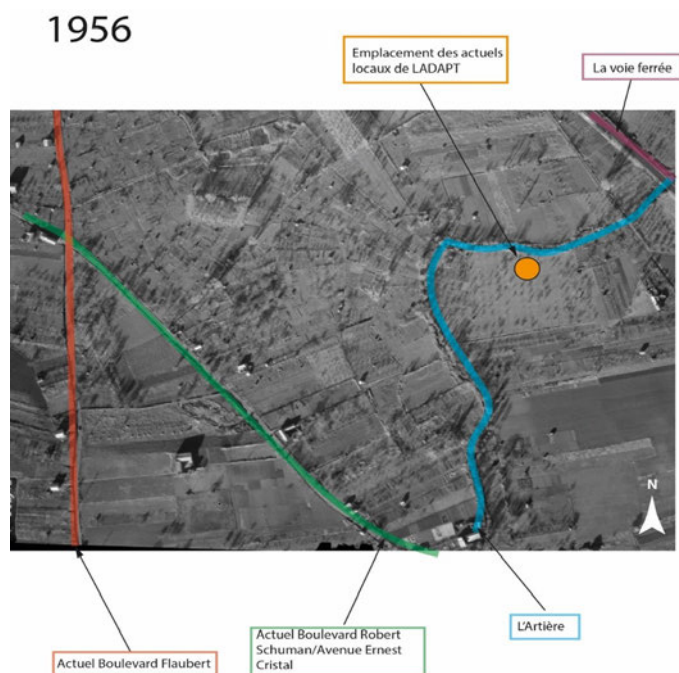 1956
Emplacement des actuels
locaux de LADAPT
La voie ferrée
N
Actuel Boulevard Flaubert
Actuel Boulevard Robert
Schuman/Avenue Ernest
Cristal
L'Artière